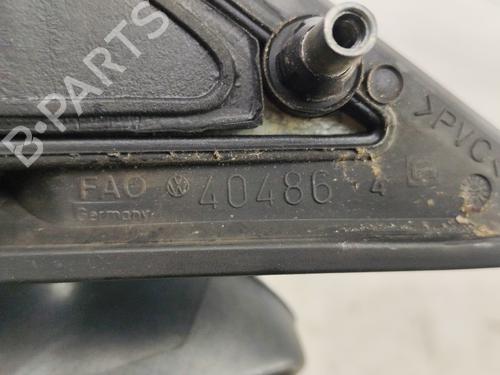 B-PARTS
>PVC<
FAO 40486 4
Germany